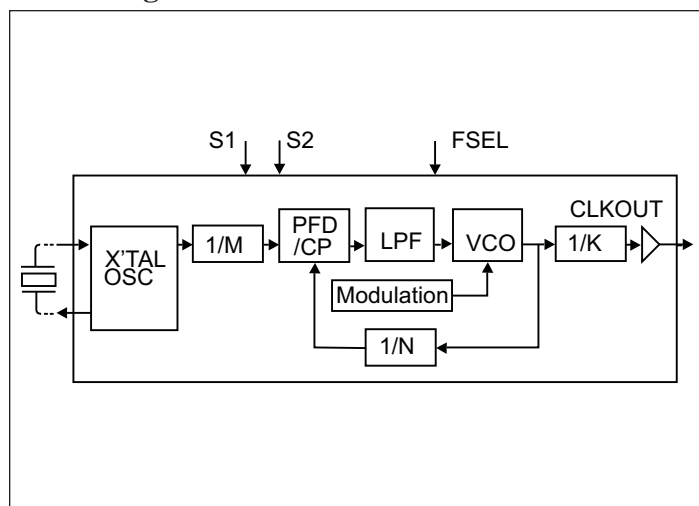 S1
S2
FSEL
CLKOUT
X'TAL
OSC
1/M
PFD
/CP
LPF
VCO
1/K
Modulation
1/N